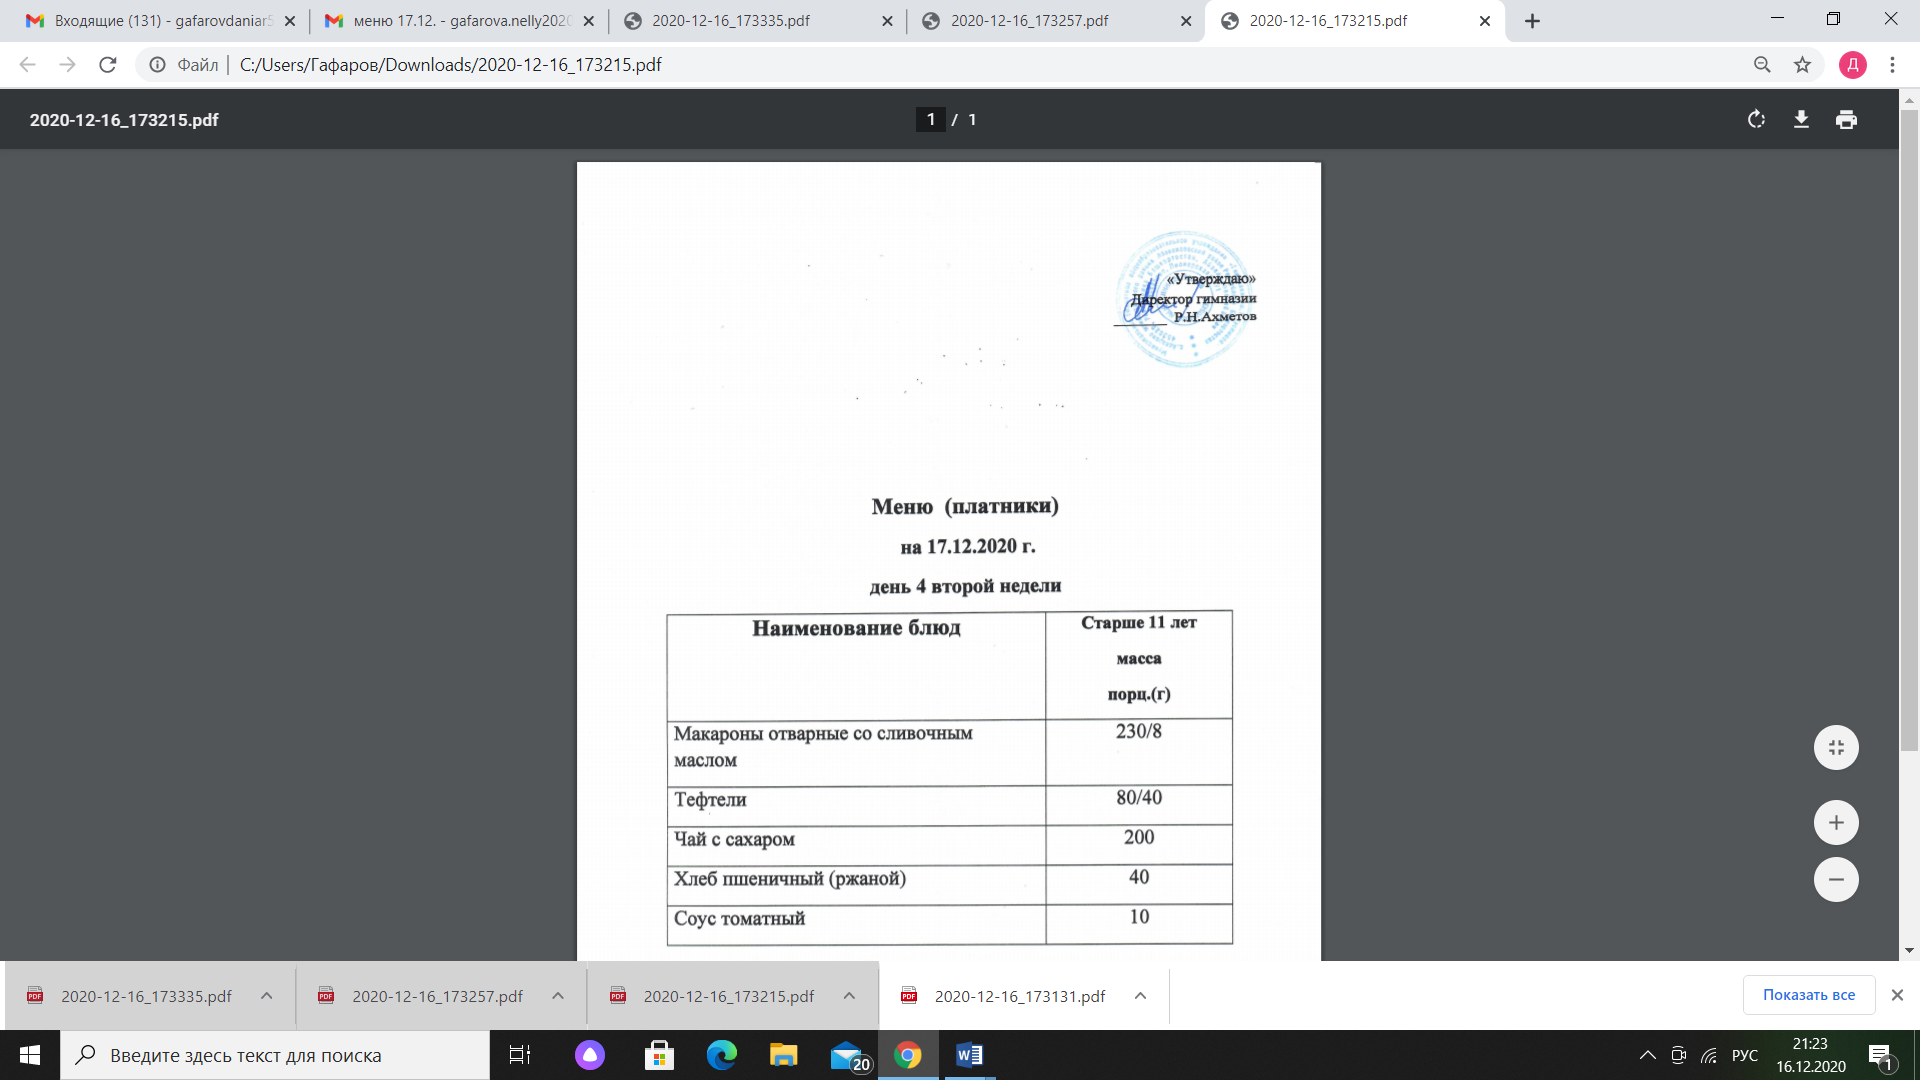 Входящие (131) - gafarovdaniar5
меню 17.12. - gafarova.nelly2020
2020-12-16_173335.pdf
2020-12-16_173257.pdf
2020-12-16_173215.pdf
Файл
C:/Users/Гафаров/Downloads/2020-12-16_173215.pdf
Д
2020-12-16_173215.pdf
1 / 1
«Утверждаю»
Директор гимназии
Р.Н.Ахметов
Меню (платники)
на 17.12.2020 г.
день 4 второй недели
Наименование блюд
Старше 11 лет
масса
порц.(г)
Макароны отварные со сливочным
маслом
230/8
Тефтели
80/40
Чай с сахаром
200
Хлеб пшеничный (ржаной)
40
Соус томатный
10
2020-12-16_173335.pdf
2020-12-16_173257.pdf
2020-12-16_173215.pdf
2020-12-16_173131.pdf
Показать все
Введите здесь текст для поиска
20
РУС
21:23
16.12.2020
1